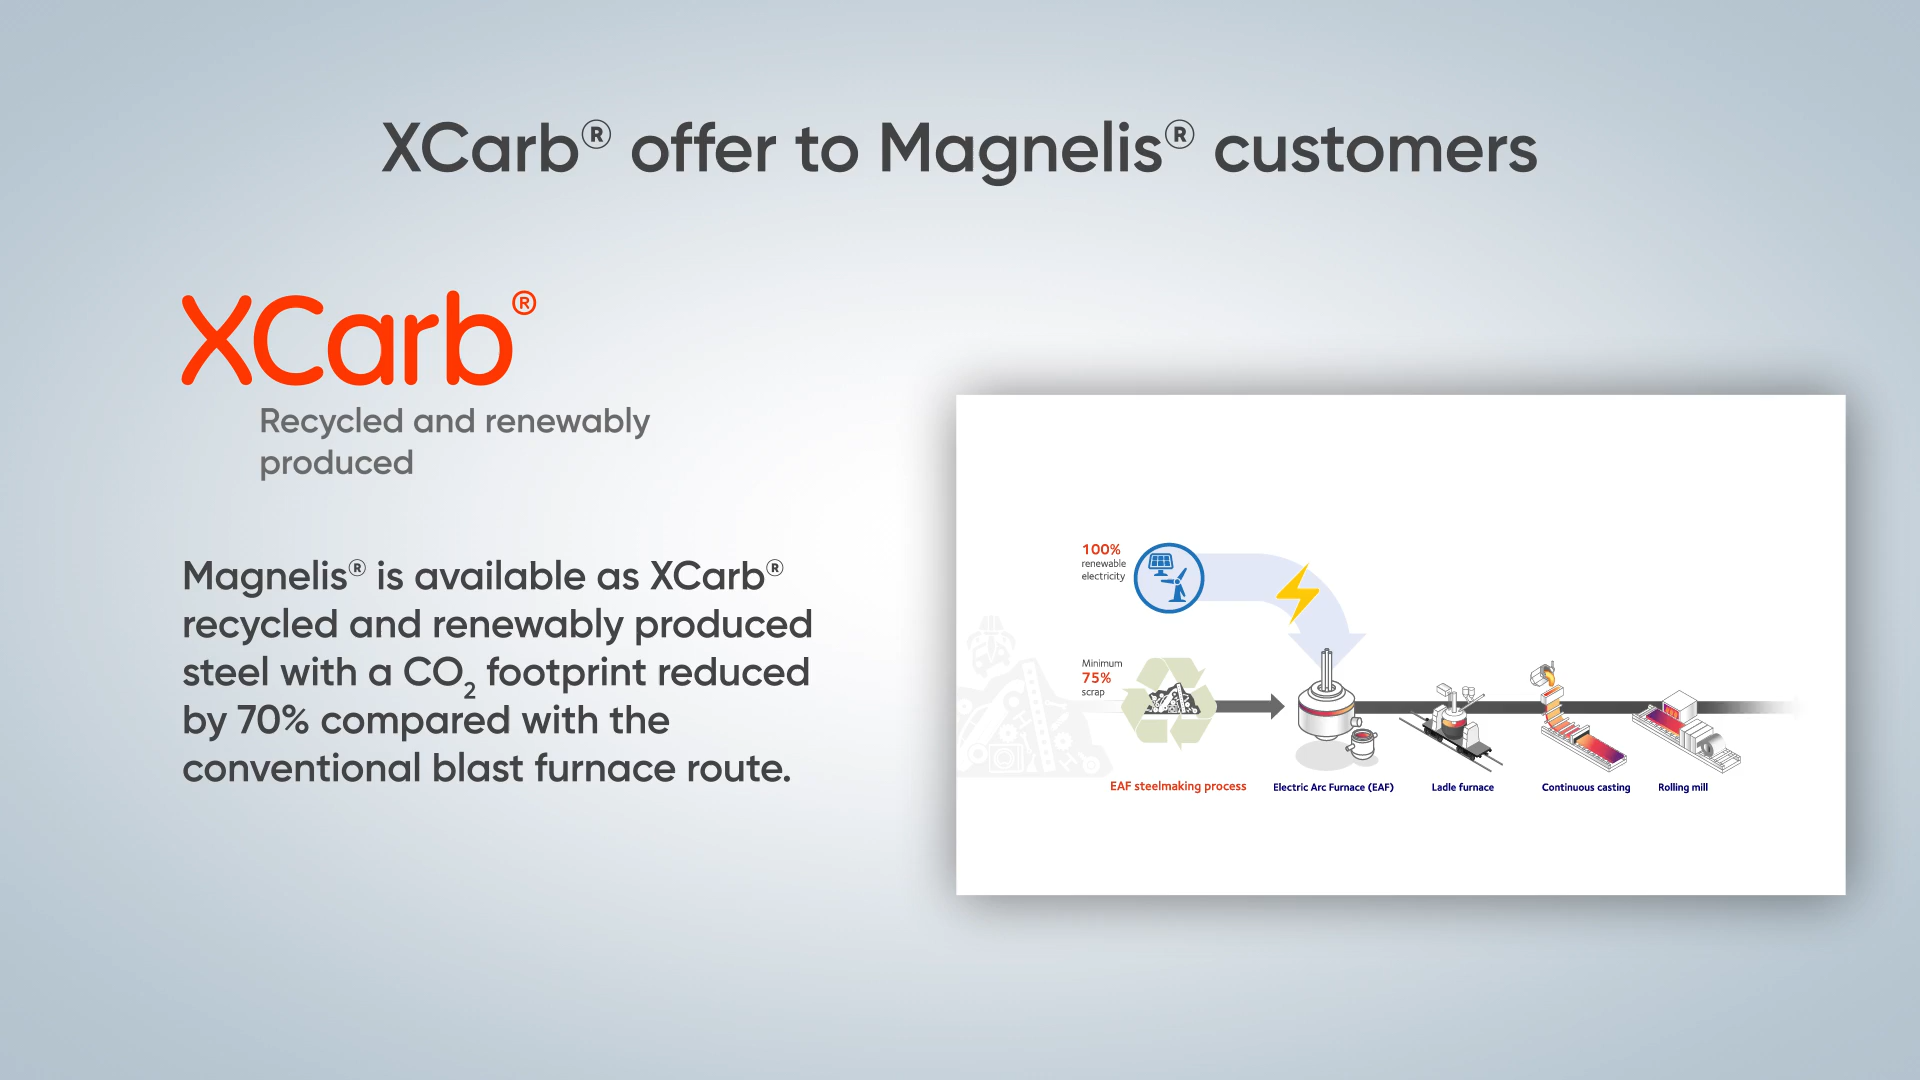 XCarb® offer to Magnelis® customers
XCarb®
Recycled and renewably
produced
Magnelis® is available as XCarb®
recycled and renewably produced
steel with a CO₂ footprint reduced
by 70% compared with the
conventional blast furnace route.
100%
renewable
electricity
Minimum
75%
scrap
EAF steelmaking process
Electric Arc Furnace (EAF)
Ladle furnace
Continuous casting
Rolling mill